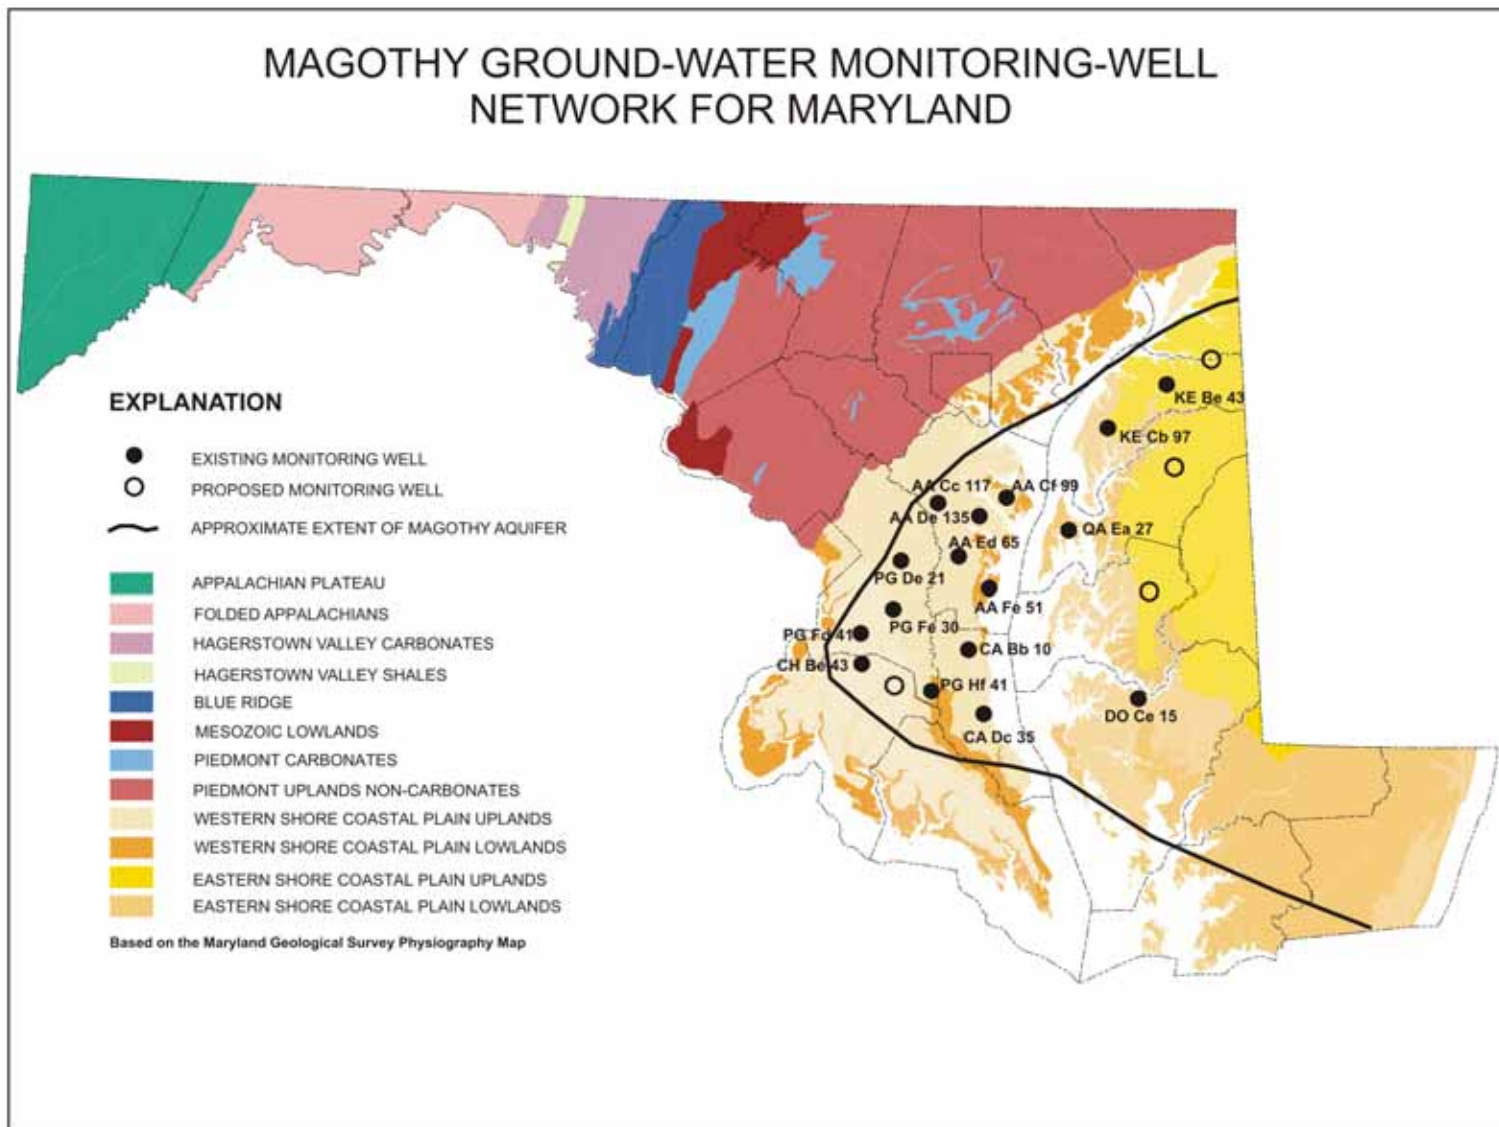 MAGOTHY GROUND-WATER MONITORING-WELL
NETWORK FOR MARYLAND
EXPLANATION
EXISTING MONITORING WELL
PROPOSED MONITORING WELL
APPROXIMATE EXTENT OF MAGOTHY AQUIFER
APPALACHIAN PLATEAU
FOLDED APPALACHIANS
HAGERSTOWN VALLEY CARBONATES
HAGERSTOWN VALLEY SHALES
BLUE RIDGE
MESOZOIC LOWLANDS
PIEDMONT CARBONATES
PIEDMONT UPLANDS NON-CARBONATES
WESTERN SHORE COASTAL PLAIN UPLANDS
WESTERN SHORE COASTAL PLAIN LOWLANDS
EASTERN SHORE COASTAL PLAIN UPLANDS
EASTERN SHORE COASTAL PLAIN LOWLANDS
Based on the Maryland Geological Survey Physiography Map
KE Be 43
KE Cb 97
AA Cc 117
AA Cf 99
AA De 135
QA Ea 27
AA Ed 65
PG De 21
AA Fe 51
PG Fe 30
PG Fd 41
CA Bb 10
CH Be 43
PG Hf 41
DO Ce 15
CA Dc 35